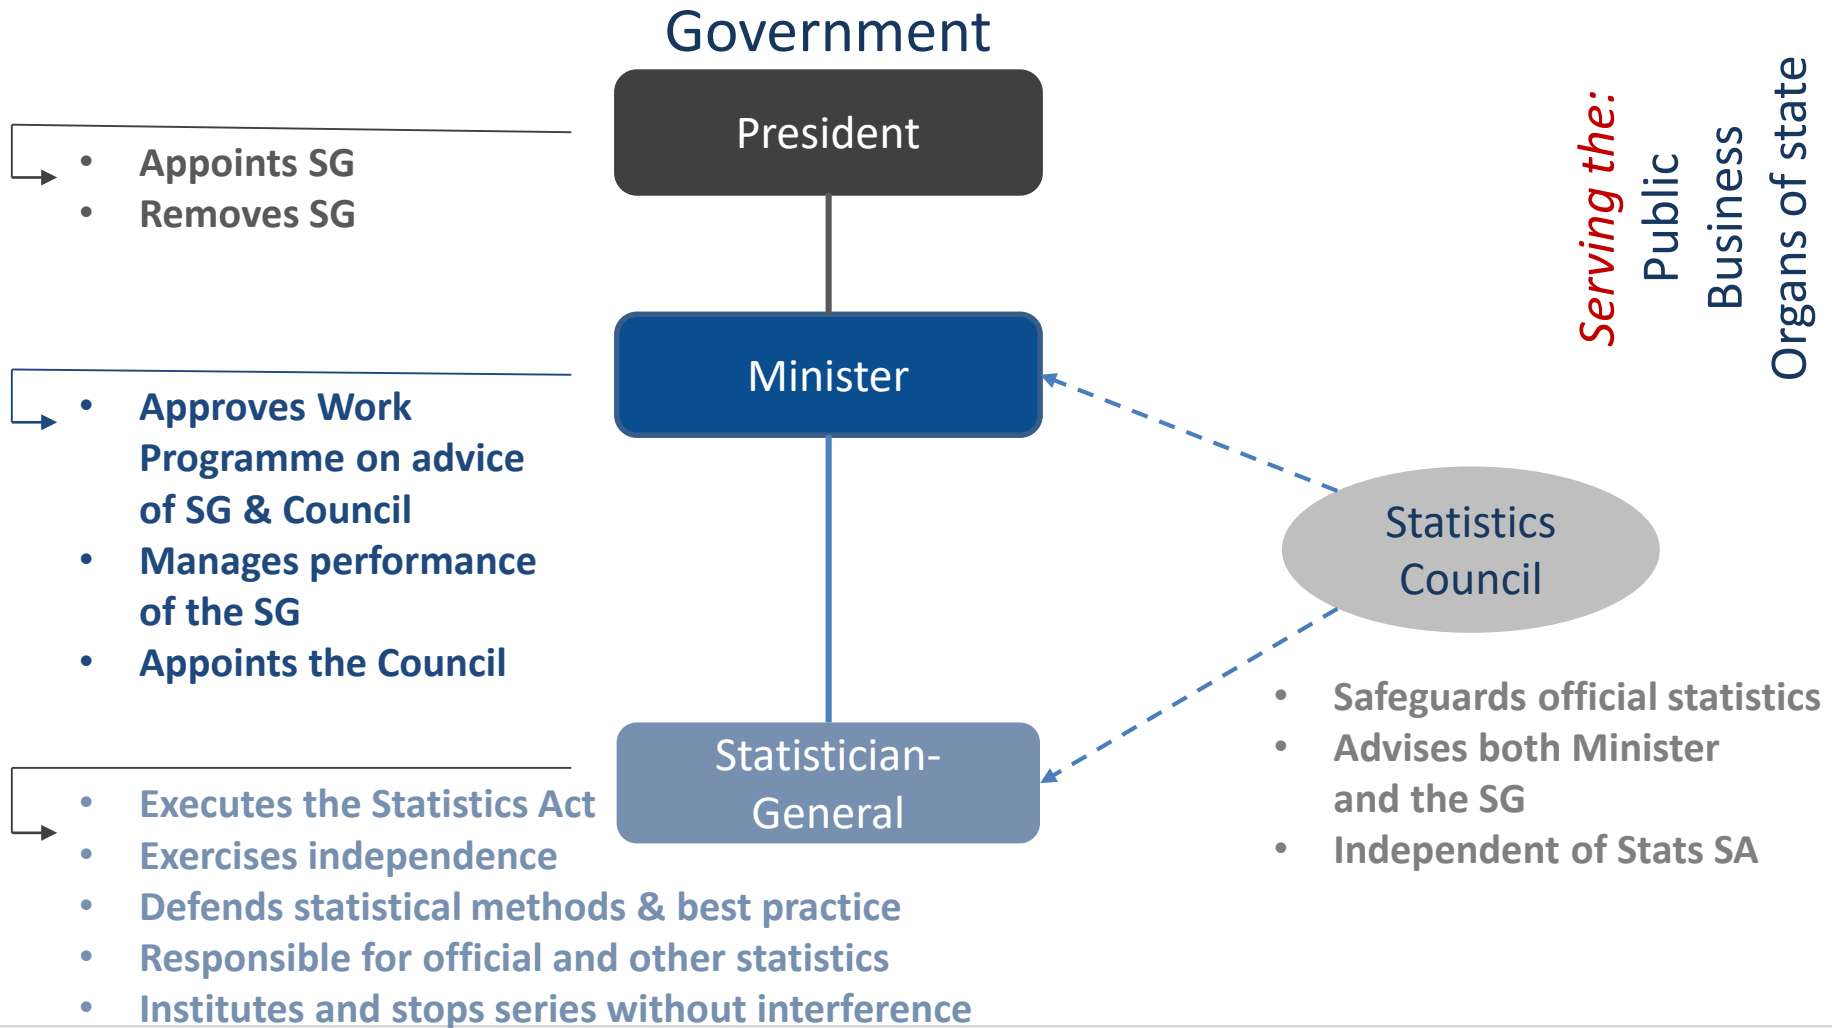 Government
President
• Appoints SG
• Removes SG
Serving the:
Public
Business
Organs of state
Minister
• Approves Work
Programme on advice
of SG & Council
• Manages performance
of the SG
• Appoints the Council
Statistics
Council
• Safeguards official statistics
• Advises both Minister
and the SG
• Independent of Stats SA
Statistician-
General
• Executes the Statistics Act
• Exercises independence
• Defends statistical methods & best practice
• Responsible for official and other statistics
• Institutes and stops series without interference